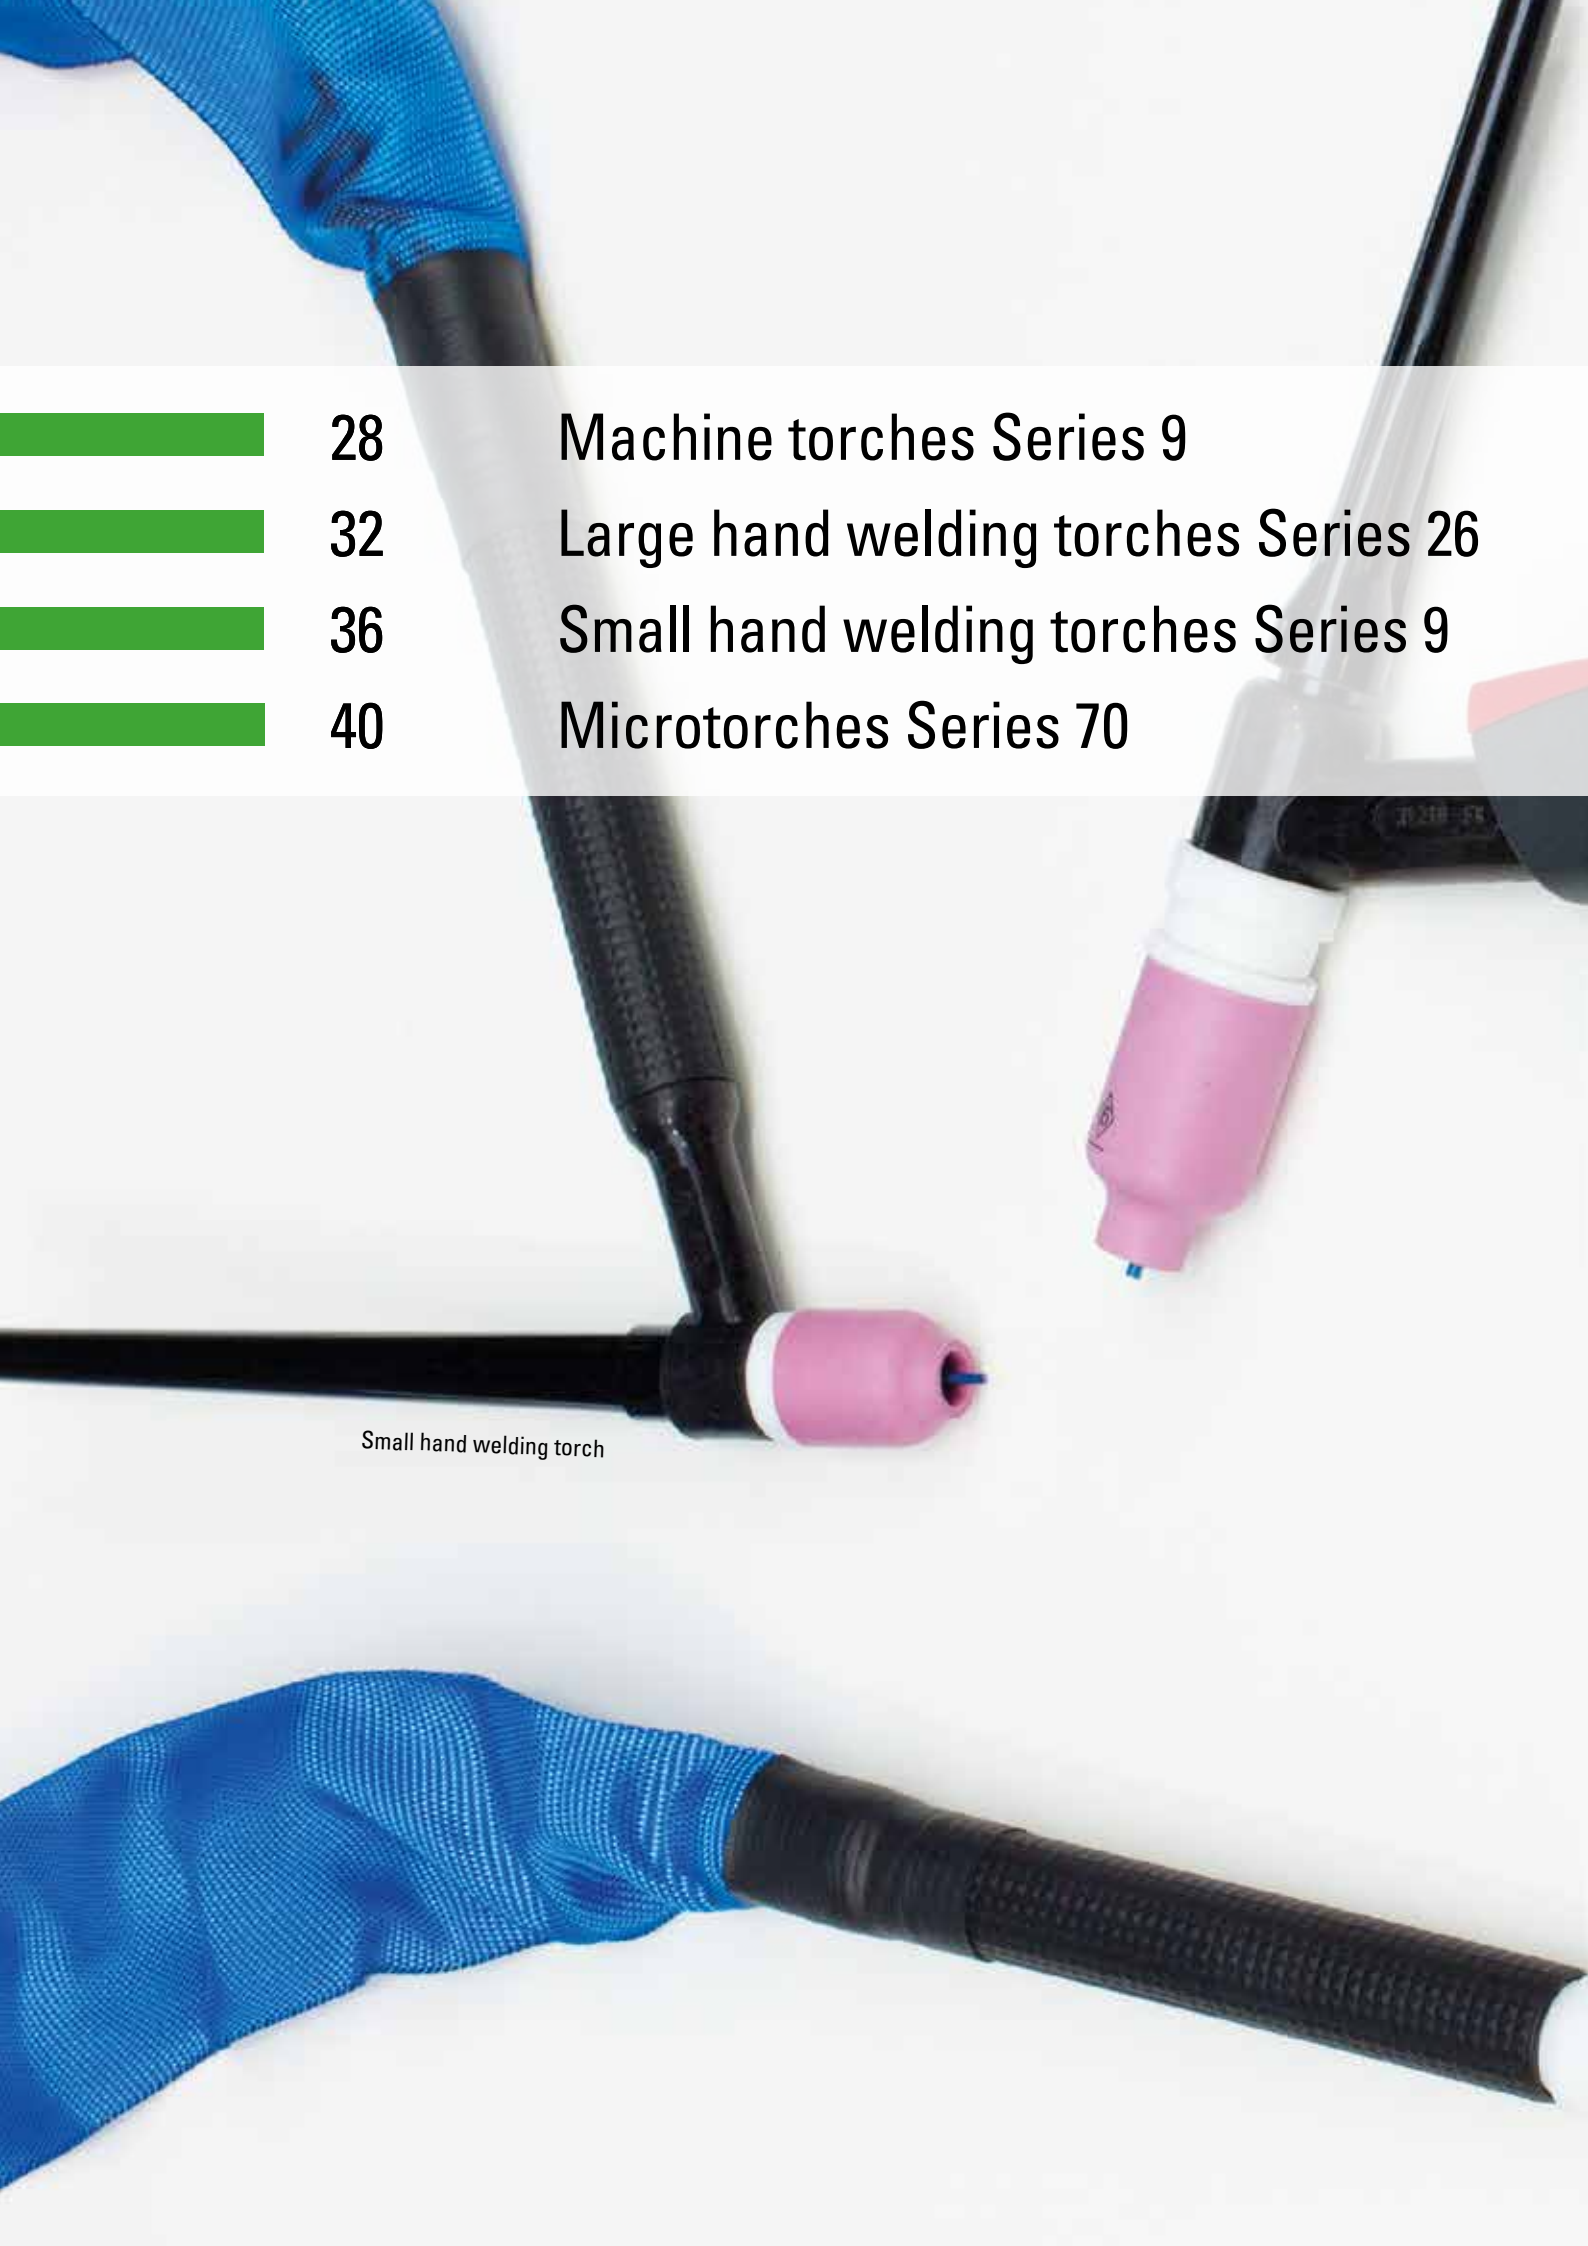 28 Machine torches Series 9
32 Large hand welding torches Series 26
36 Small hand welding torches Series 9
40 Microtorches Series 70
Small hand welding torch